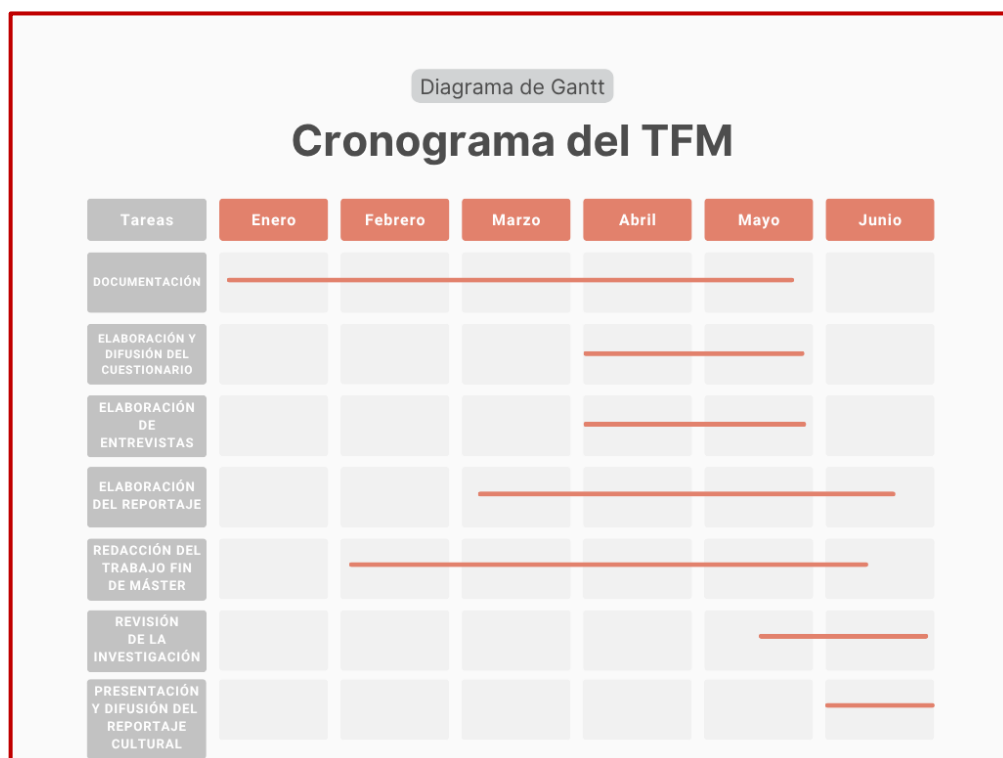 Diagrama de Gantt
Cronograma del TFM
Tareas Enero Febrero Marzo Abril Mayo Junio
DOCUMENTACIÓN
ELABORACIÓN Y
DIFUSIÓN DEL
CUESTIONARIO
ELABORACIÓN
DE
ENTREVISTAS
ELABORACIÓN
DEL REPORTAJE
REDACCIÓN DEL
TRABAJO FIN
DE MÁSTER
REVISIÓN
DE LA
INVESTIGACIÓN
PRESENTACIÓN
Y DIFUSIÓN DEL
REPORTAJE
CULTURAL